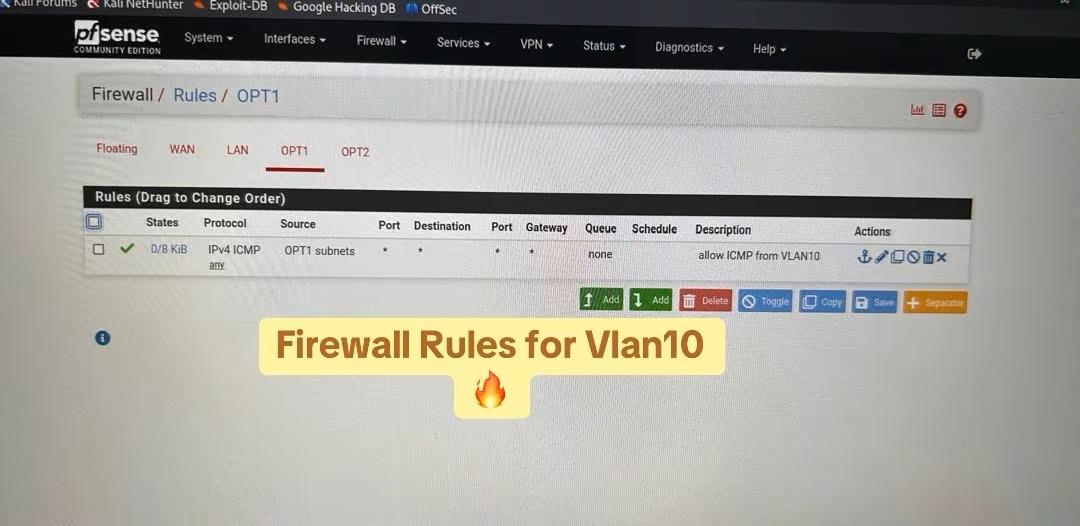 Kali Forums Kali NetHunter Exploit-DB Google Hacking DB OffSec
pfsense COMMUNITY EDITION System Interfaces Firewall Services VPN Status Diagnostics Help
Firewall / Rules / OPT1
Floating WAN LAN OPT1 OPT2
Rules (Drag to Change Order)
States Protocol Source Port Destination Port Gateway Queue Schedule Description Actions
0/8 KiB IPv4 ICMP OPT1 subnets * * * * none allow ICMP from VLAN10
any
Add Add Delete Toggle Copy Save Separator
Firewall Rules for Vlan10
🔥